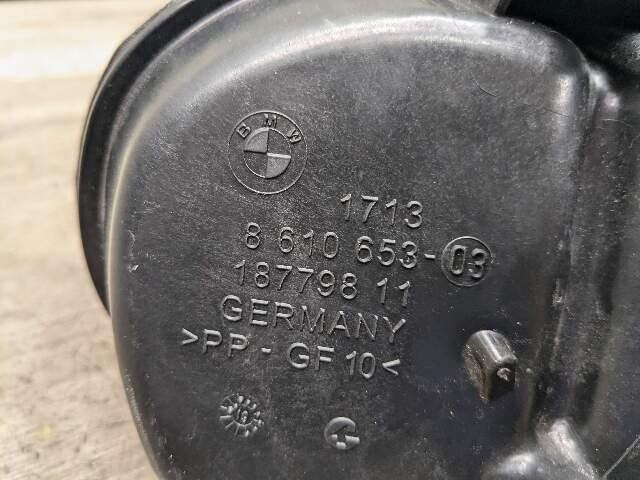 BMW
1713
8 610 653-03
187798 11
GERMANY
>PP-GF10<